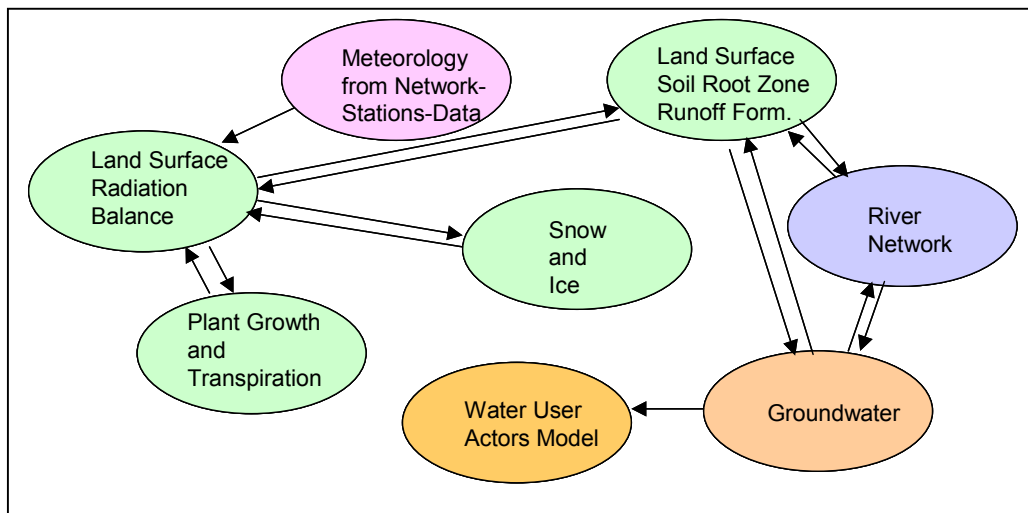 Meteorology
from Network-
Stations-Data
Land Surface
Soil Root Zone
Runoff Form.
Land Surface
Radiation
Balance
River
Network
Snow
and
Ice
Plant Growth
and
Transpiration
Water User
Actors Model
Groundwater